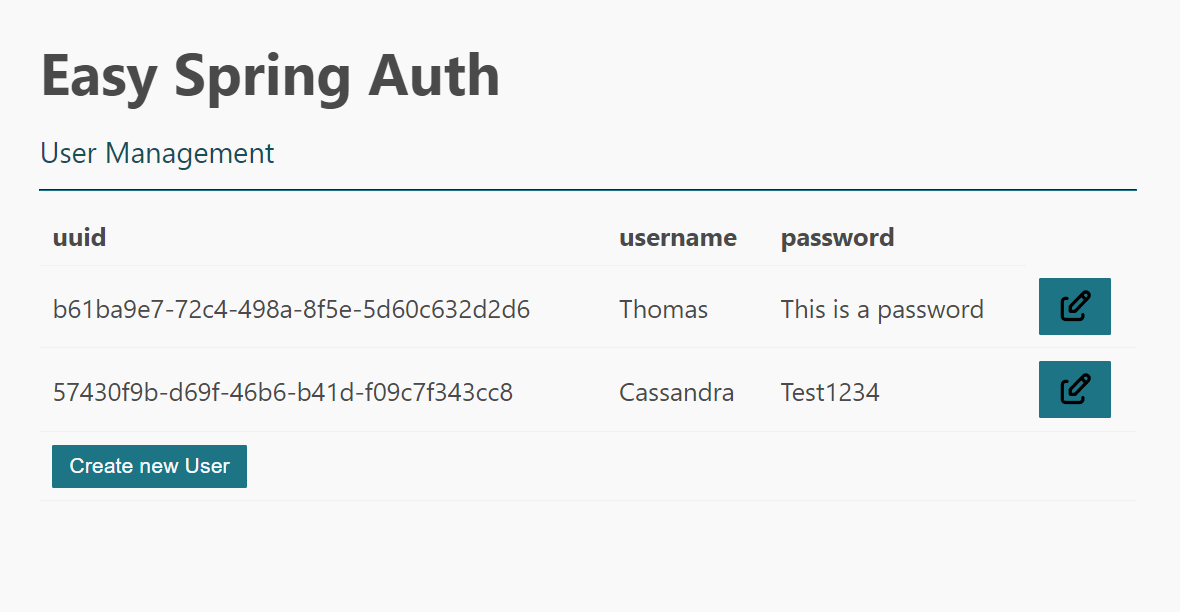 Easy Spring Auth
User Management
uuid username password
b61ba9e7-72c4-498a-8f5e-5d60c632d2d6 Thomas This is a password
57430f9b-d69f-46b6-b41d-f09c7f343cc8 Cassandra Test1234
Create new User